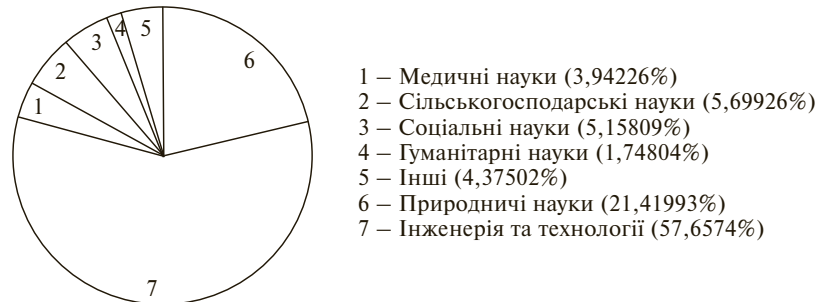 4
5
3
6
2
1
7
1 – Медичні науки (3,94226%)
2 – Сільськогосподарські науки (5,69926%)
3 – Соціальні науки (5,15809%)
4 – Гуманітарні науки (1,74804%)
5 – Інші (4,37502%)
6 – Природничі науки (21,41993%)
7 – Інженерія та технології (57,6574%)